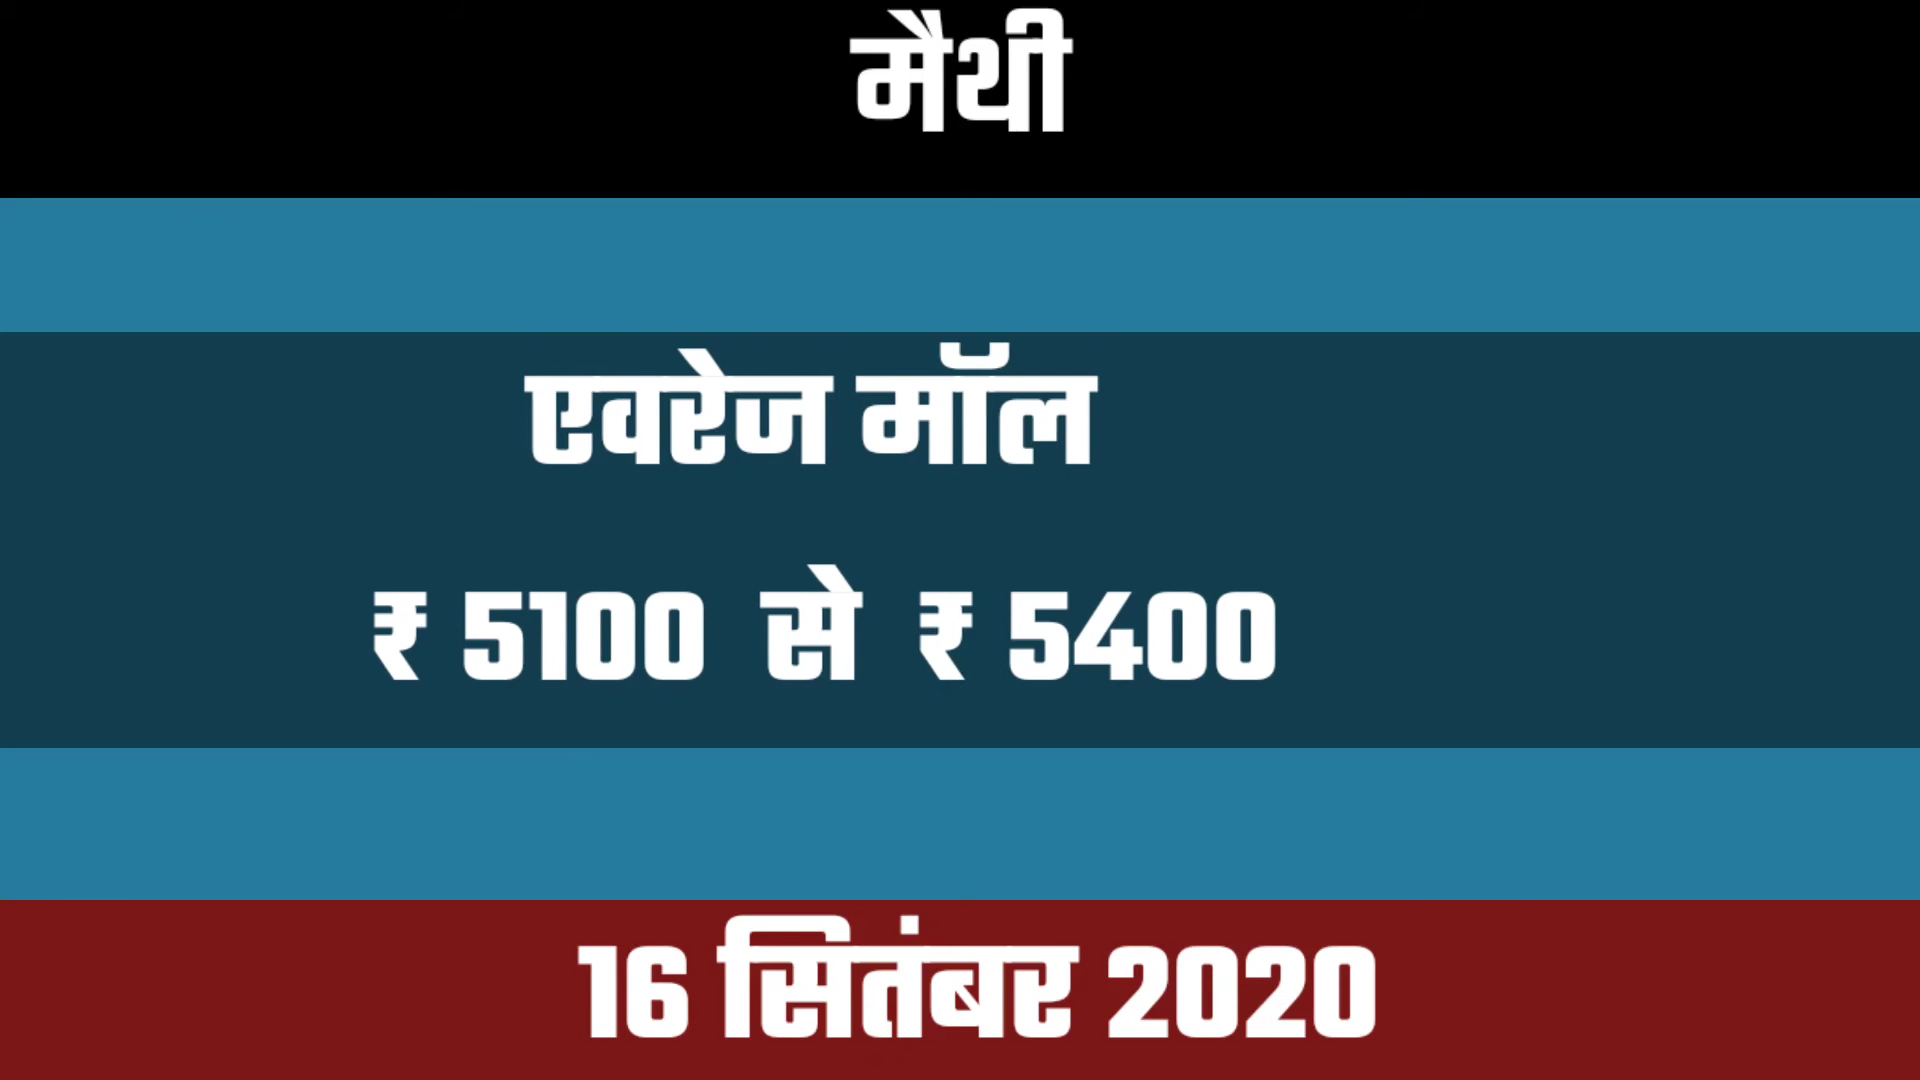 मैथी
एवरेज मॉल
₹ 5100 से ₹ 5400
16 सितंबर 2020